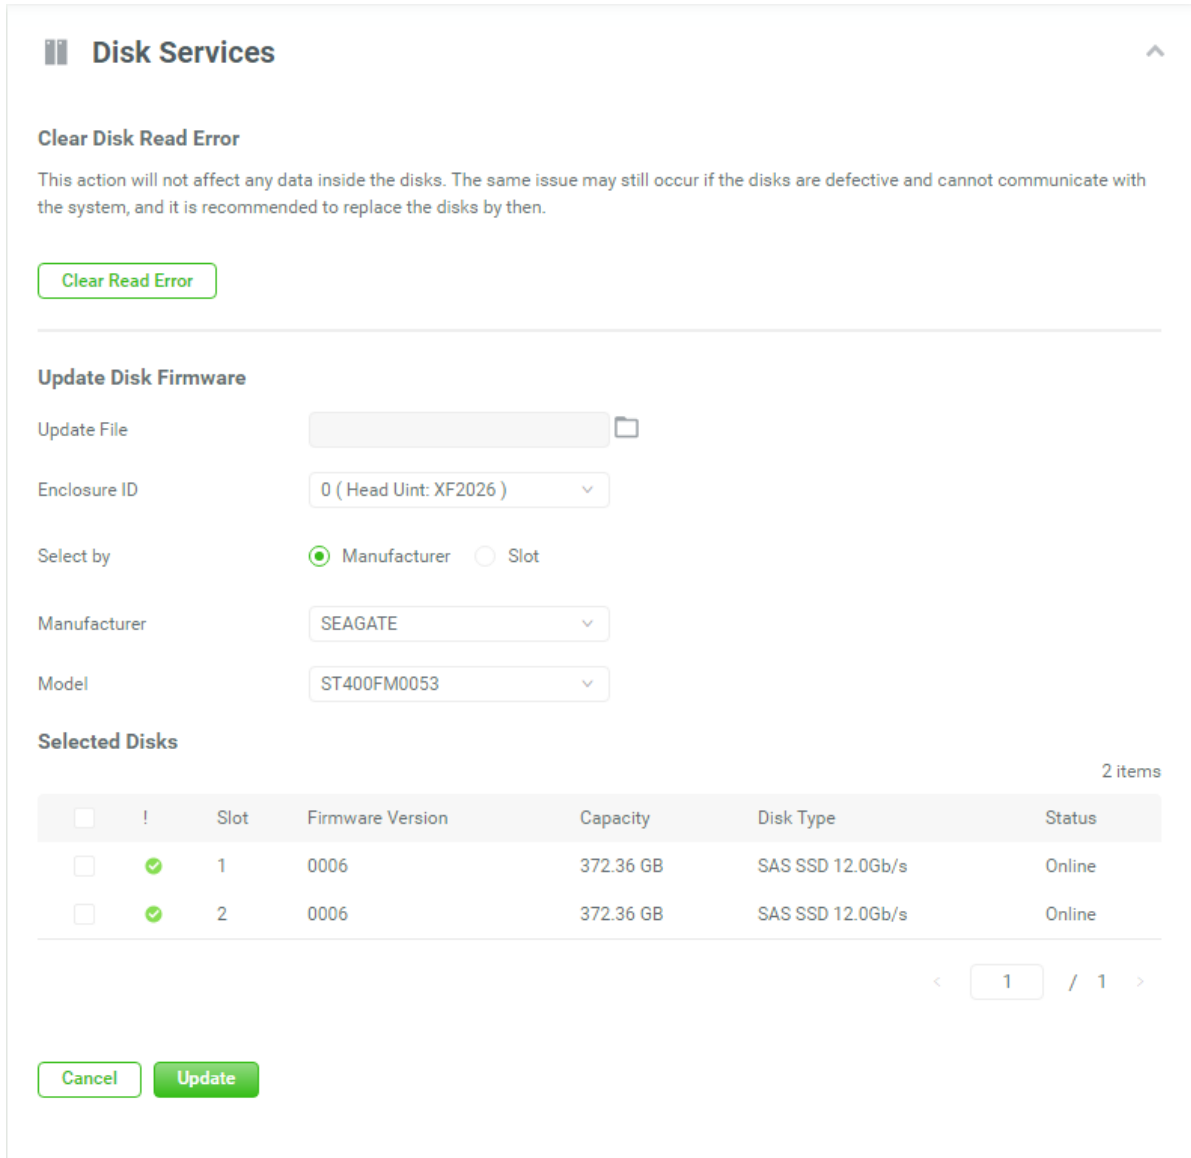 Disk Services
Clear Disk Read Error
This action will not affect any data inside the disks. The same issue may still occur if the disks are defective and cannot communicate with
the system, and it is recommended to replace the disks by then.
Clear Read Error
Update Disk Firmware
Update File
Enclosure ID 0 ( Head Uint: XF2026 )
Select by Manufacturer Slot
Manufacturer SEAGATE
Model ST400FM0053
Selected Disks
2 items
! Slot Firmware Version Capacity Disk Type Status
1 0006 372.36 GB SAS SSD 12.0Gb/s Online
2 0006 372.36 GB SAS SSD 12.0Gb/s Online
< 1 / 1 >
Cancel Update